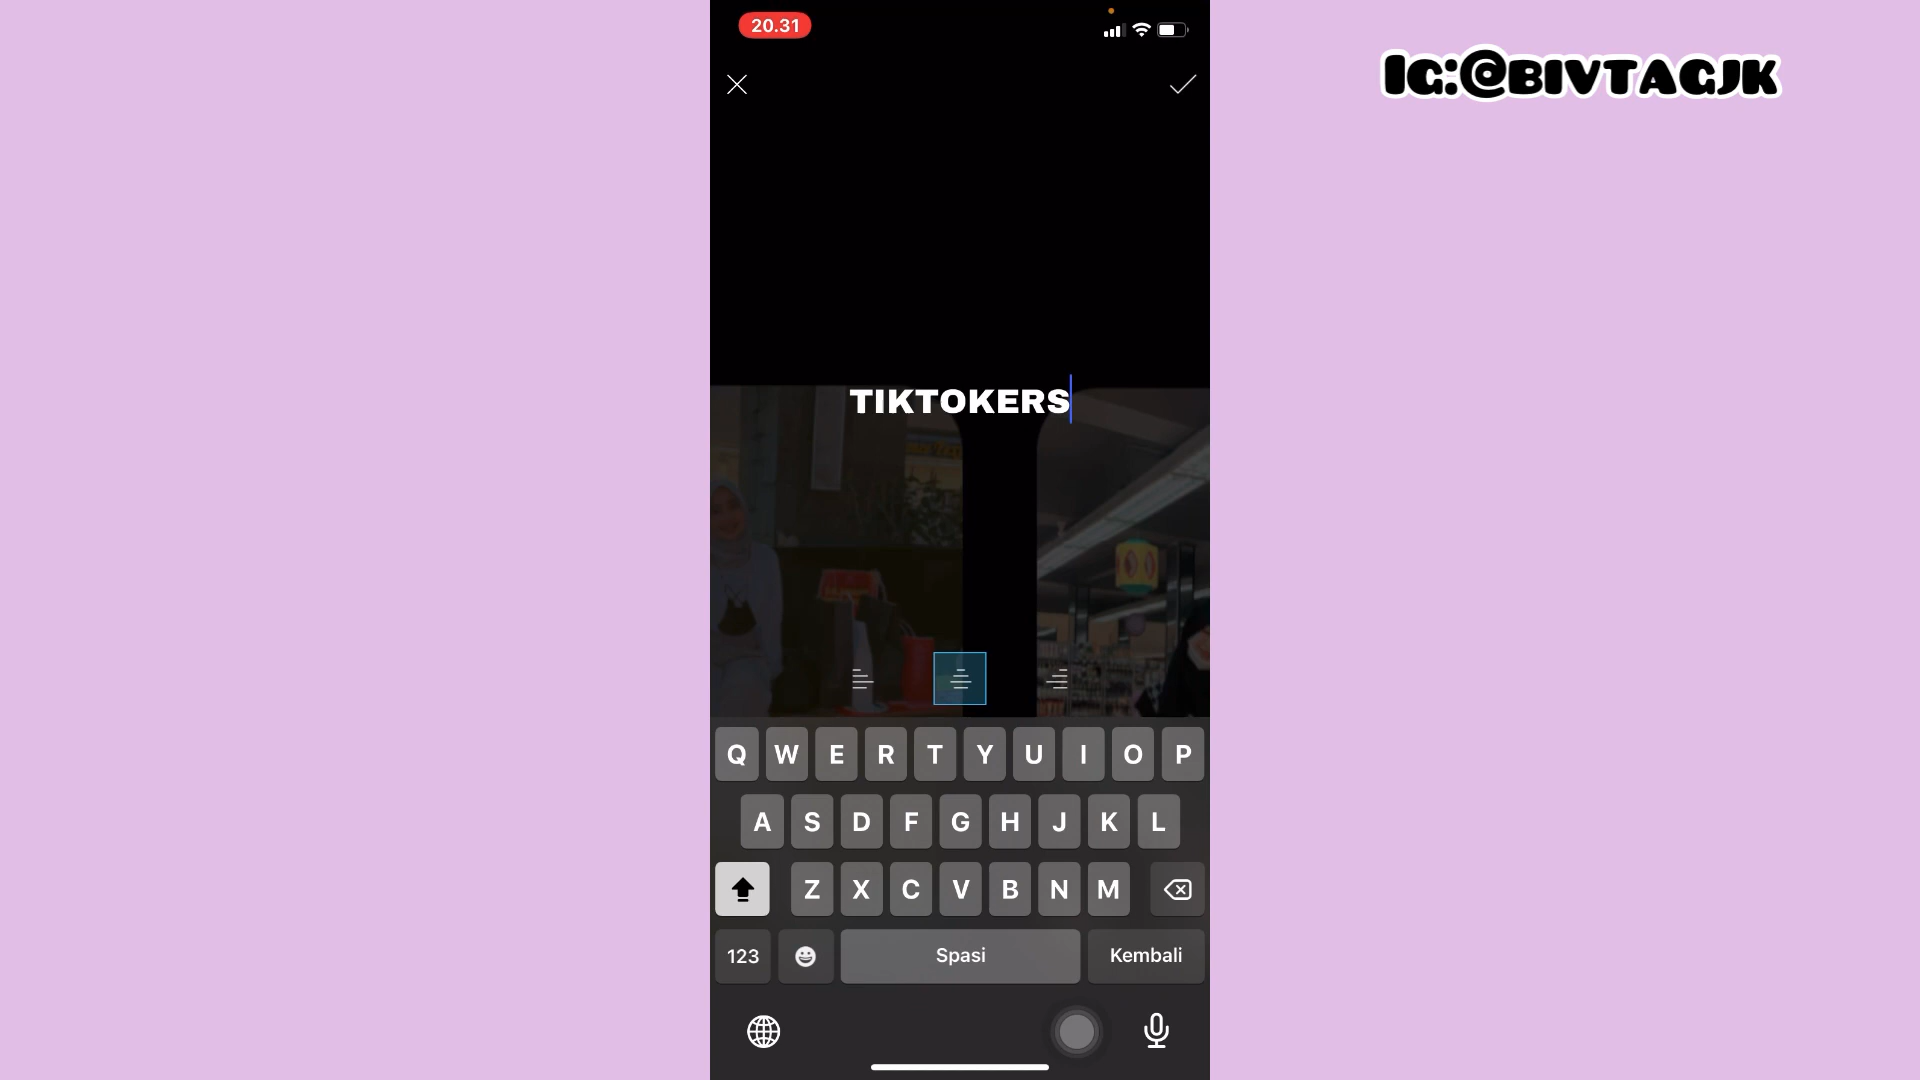 20.31
IG:@BIVTAGJK
TIKTOKERS
Q W E R T Y U I O P
A S D F G H J K L
Z X C V B N M
123 Spasi Kembali